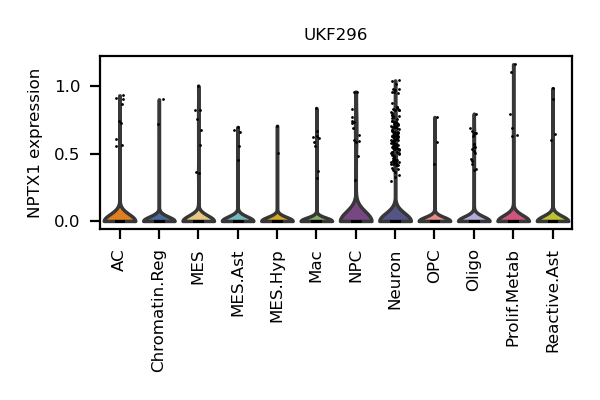 UKF296
NPTX1 expression
1.0
0.5
0.0
AC
Chromatin.Reg
MES
MES.Ast
MES.Hyp
Mac
NPC
Neuron
OPC
Oligo
Prolif.Metab
Reactive.Ast